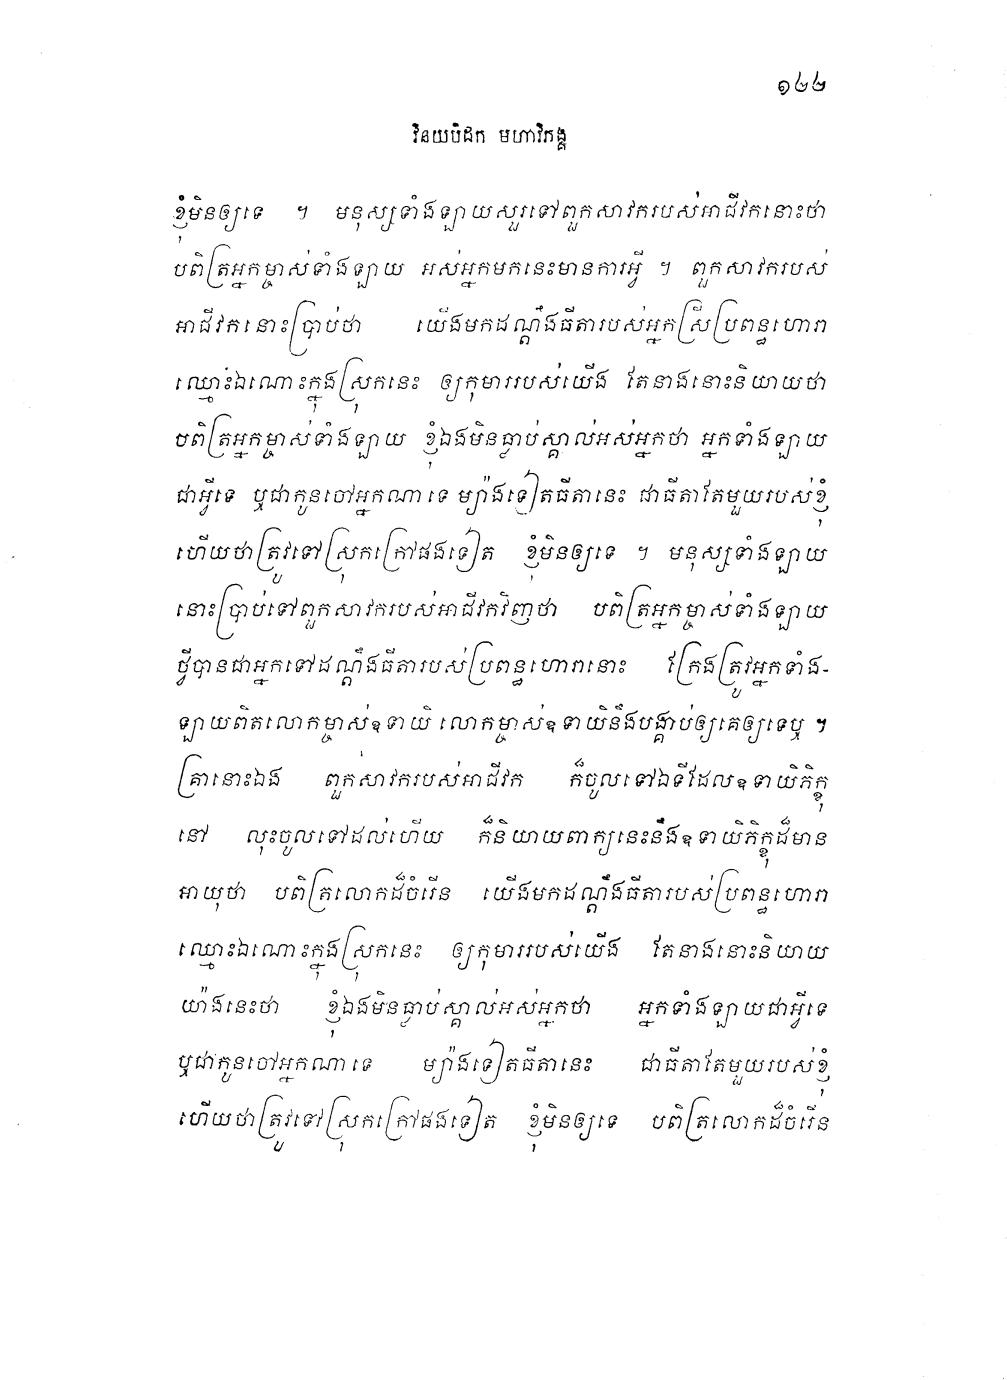 ១៤២
វិនយបិដក មហាវិភង្គ
ខ្ញុំមិនឲ្យទេ ។ មនុស្សទាំងឡាយសួរទៅពួកសាវករបស់អាជីវកនោះថា
បពិត្រអ្នកម្ចាស់ទាំងឡាយ អស់អ្នកមកនេះមានការអ្វី ។ ពួកសាវករបស់
អាជីវកនោះប្រាប់ថា យើងមកដណ្តឹងធីតារបស់អ្នកស្រីប្រពន្ធហោរា
ឈ្មោះឯណោះក្នុងស្រុកនេះ ឲ្យកុមាររបស់យើង តែនាងនោះនិយាយថា
បពិត្រអ្នកម្ចាស់ទាំងឡាយ ខ្ញុំឯងមិនធ្លាប់ស្គាល់អស់អ្នកថា អ្នកទាំងឡាយ
ជាអ្វីទេ ឬជាកូនចៅអ្នកណាទេ ម្យ៉ាងទៀតធីតានេះ ជាធីតាតែមួយរបស់ខ្ញុំ
ហើយថាត្រូវទៅស្រុកក្រៅផងទៀត ខ្ញុំមិនឲ្យទេ ។ មនុស្សទាំងឡាយ
នោះប្រាប់ទៅពួកសាវករបស់អាជីវកវិញថា បពិត្រអ្នកម្ចាស់ទាំងឡាយ
ថ្វីបានជាអ្នកទៅដណ្តឹងធីតារបស់ប្រពន្ធហោរានោះ ក្រែងត្រូវអ្នកទាំង-
ឡាយពិតលោកម្ចាស់ឧទាយិ លោកម្ចាស់ឧទាយិនឹងបង្គាប់ឲ្យគេឲ្យទេឬ ។
គ្រានោះឯង ពួកសាវករបស់អាជីវក ក៏ចូលទៅឯទីដែលឧទាយិភិក្ខុ
នៅ លុះចូលទៅដល់ហើយ ក៏និយាយពាក្យនេះនឹងឧទាយិភិក្ខុដ៏មាន
អាយុថា បពិត្រលោកដ៏ចំរើន យើងមកដណ្តឹងធីតារបស់ប្រពន្ធហោរា
ឈ្មោះឯណោះក្នុងស្រុកនេះ ឲ្យកុមាររបស់យើង តែនាងនោះនិយាយ
យ៉ាងនេះថា ខ្ញុំឯងមិនធ្លាប់ស្គាល់អស់អ្នកថា អ្នកទាំងឡាយជាអ្វីទេ
ឬជាកូនចៅអ្នកណាទេ ម្យ៉ាងទៀតធីតានេះ ជាធីតាតែមួយរបស់ខ្ញុំ
ហើយថាត្រូវទៅស្រុកក្រៅផងទៀត ខ្ញុំមិនឲ្យទេ បពិត្រលោកដ៏ចំរើន